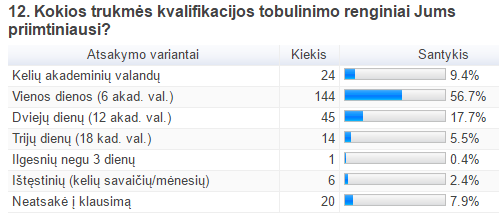 12. Kokios trukmės kvalifikacijos tobulinimo renginiai Jums
priimtiniausi?
Atsakymo variantai Kiekis Santykis
Kelių akademinių valandų 24 9.4%
Vienos dienos (6 akad. val.) 144 56.7%
Dviejų dienų (12 akad. val.) 45 17.7%
Trijų dienų (18 kad. val.) 14 5.5%
Ilgesnių negu 3 dienų 1 0.4%
Ištęstinių (kelių savaičių/mėnesių) 6 2.4%
Neatsakė į klausimą 20 7.9%